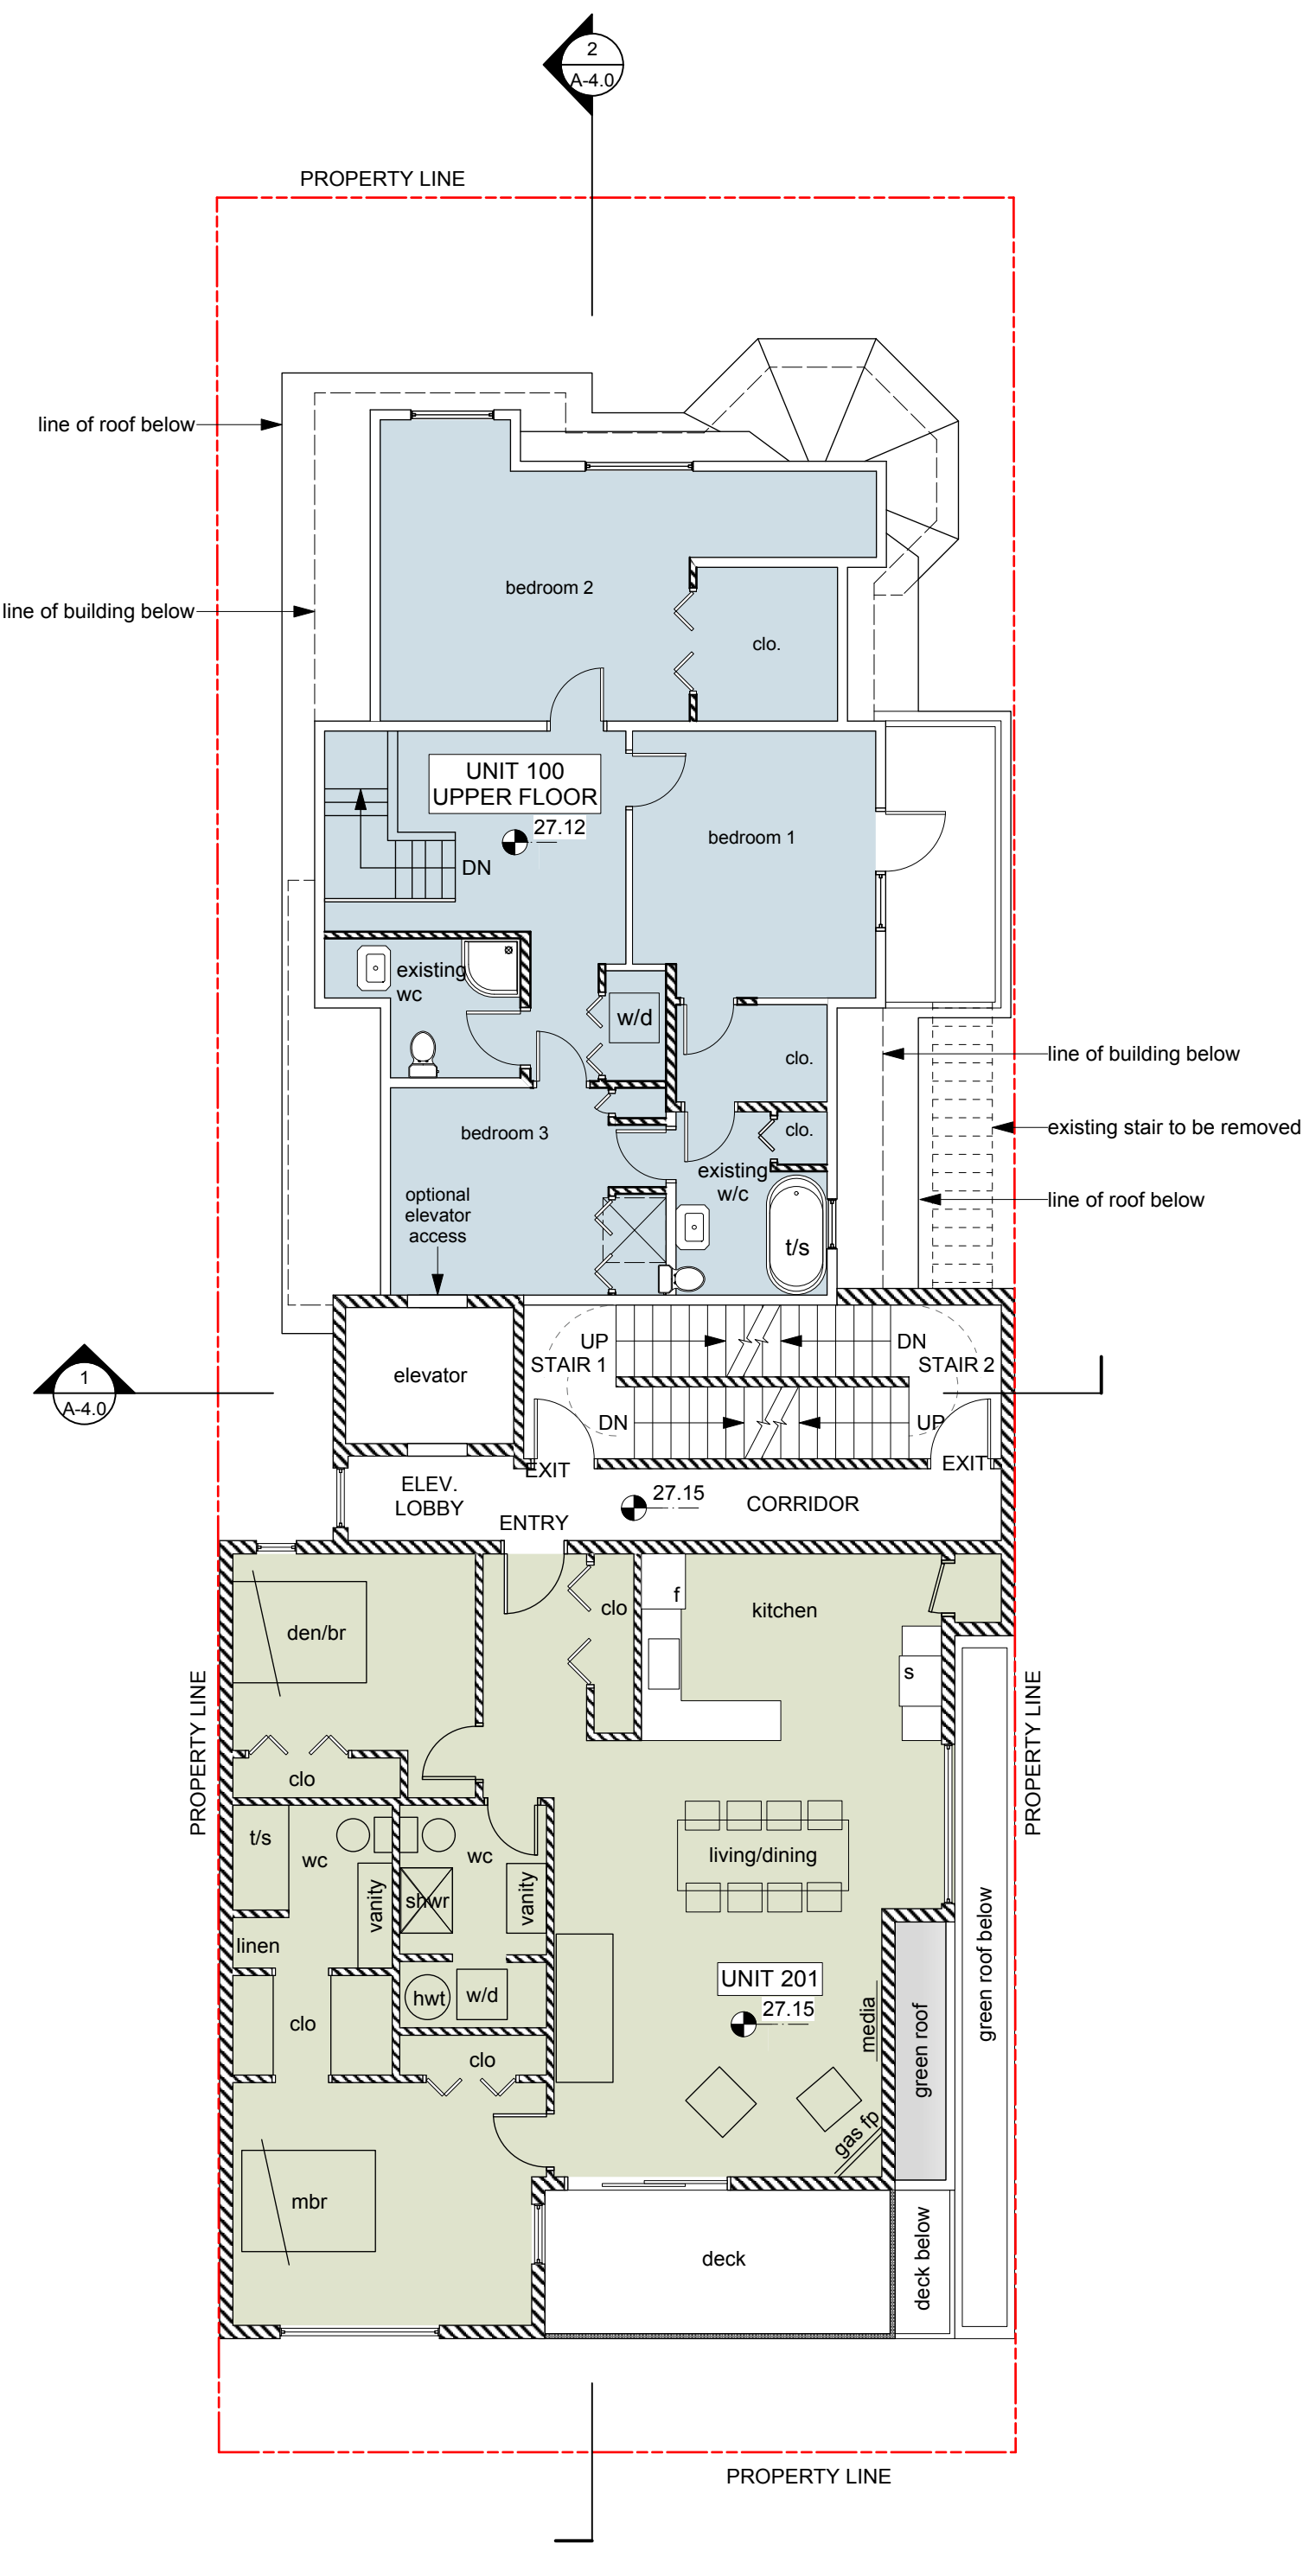 2
A-4.0
PROPERTY LINE
line of roof below
bedroom 2
line of building below
clo.
UNIT 100
UPPER FLOOR
27.12
bedroom 1
DN
existing
wc
w/d
clo.
line of building below
bedroom 3
clo.
existing stair to be removed
existing
w/c
optional
elevator
access
line of roof below
t/s
UP
DN
STAIR 1
STAIR 2
1
A-4.0
elevator
DN
UP
EXIT
EXIT
ELEV.
LOBBY
27.15
CORRIDOR
ENTRY
f
clo
kitchen
den/br
s
PROPERTY LINE
PROPERTY LINE
clo
t/s
wc
wc
living/dining
vanity
shwr
vanity
linen
green roof below
UNIT 201
27.15
hwt
w/d
clo
media
green roof
clo
gas fp
mbr
deck
deck below
PROPERTY LINE